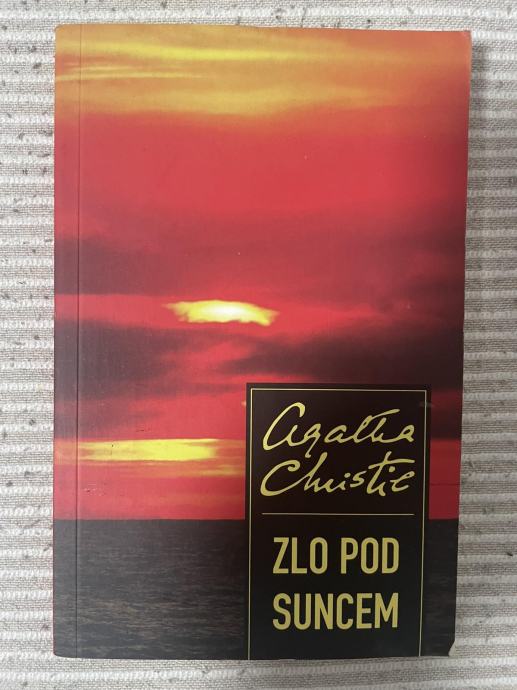 Agatha
Christie
ZLO POD
SUNCEM